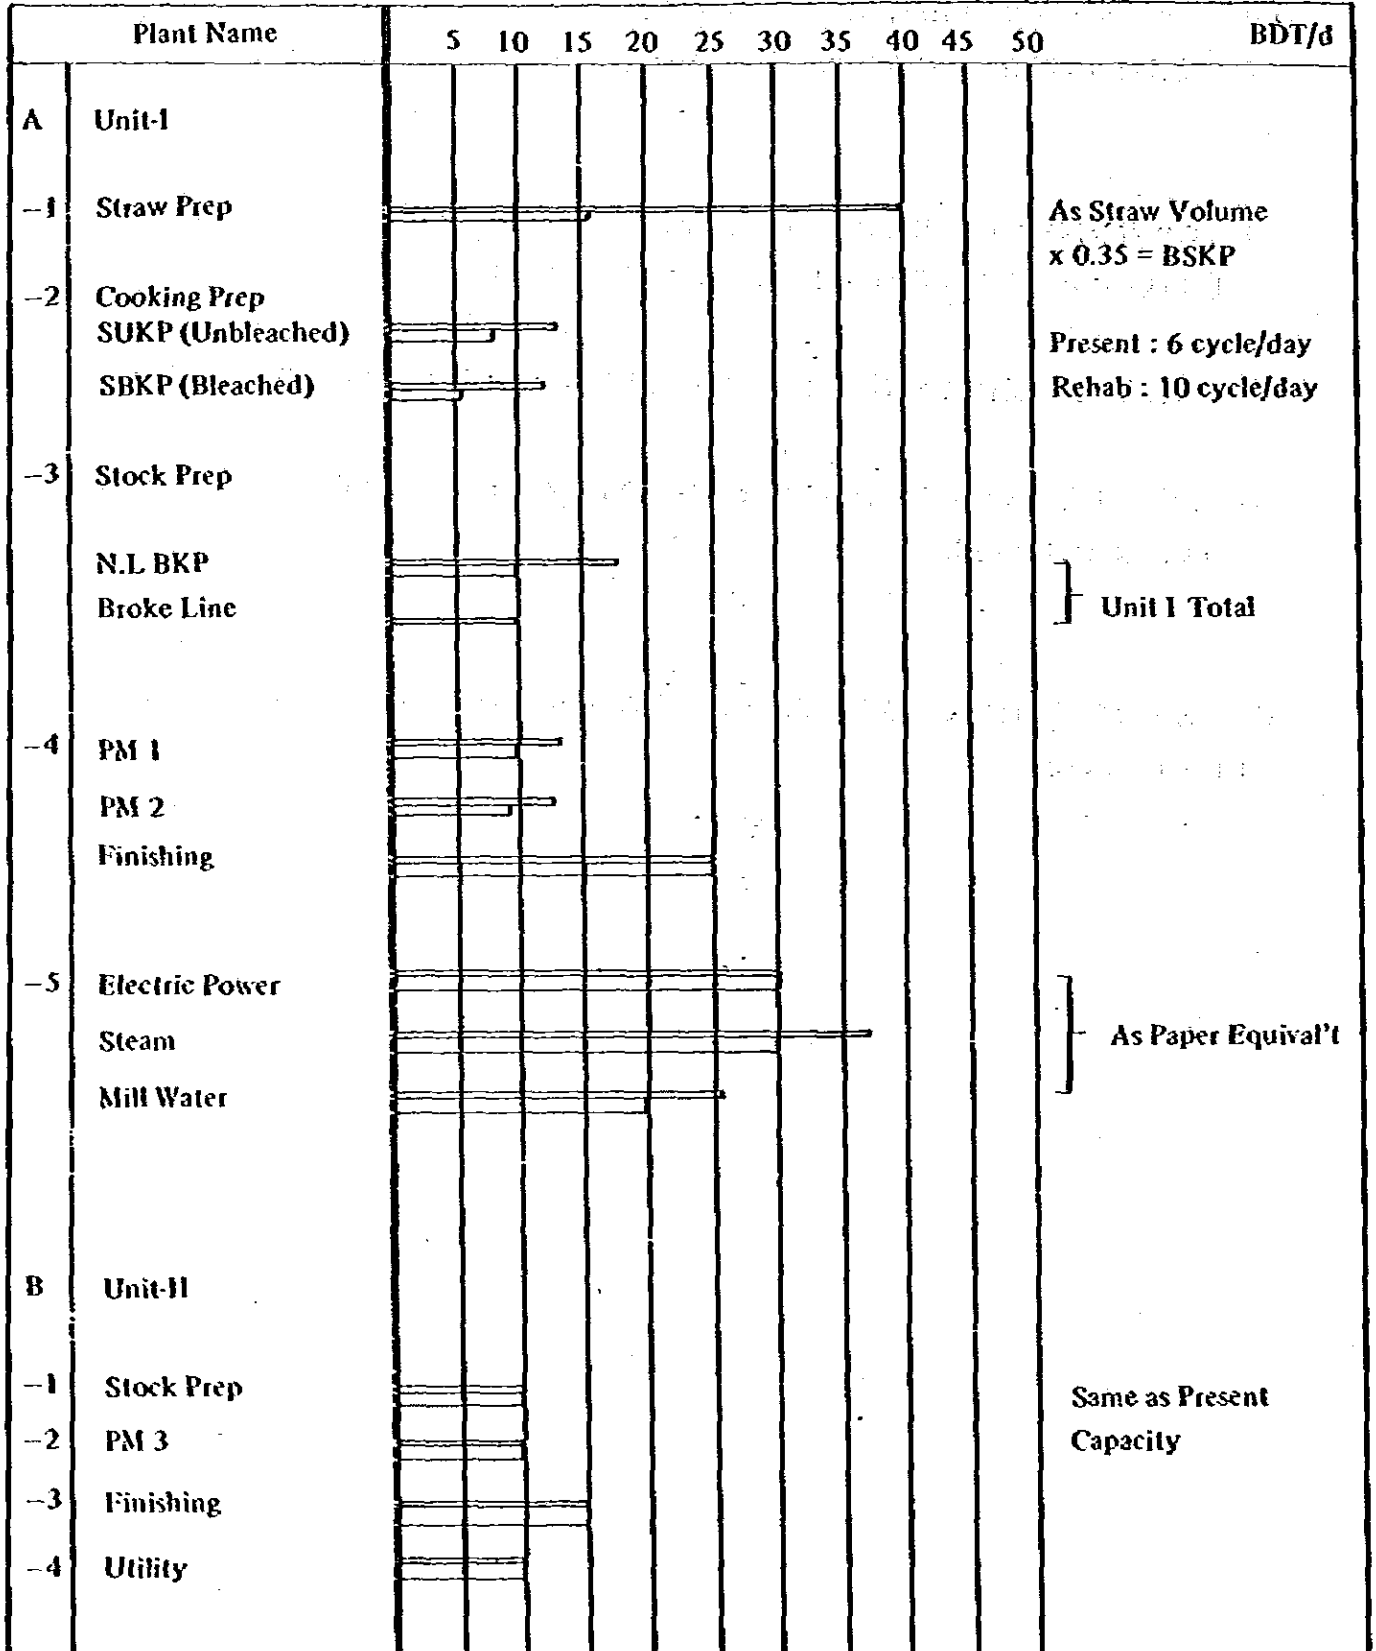 Plant Name 5 10 15 20 25 30 35 40 45 50 BDT/d
A Unit-I
-1 Straw Prep As Straw Volume
x 0.35 = BSKP
-2 Cooking Prep
SUKP (Unbleached) Present : 6 cycle/day
SBKP (Bleached) Rehab : 10 cycle/day
-3 Stock Prep
N.L BKP
Broke Line Unit I Total
-4 PM 1
PM 2
Finishing
-5 Electric Power
Steam As Paper Equival't
Mill Water
B Unit-II
-1 Stock Prep Same as Present
-2 PM 3 Capacity
-3 Finishing
-4 Utility